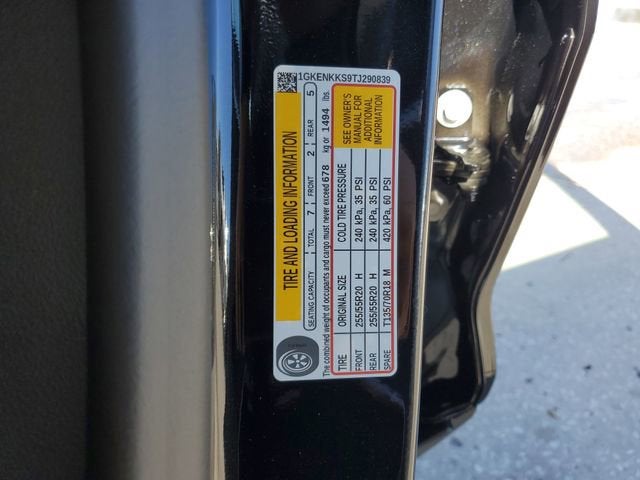 1GKENKKS9TJ290839
TIRE AND LOADING INFORMATION
SEATING CAPACITY | TOTAL 7 | FRONT 2 | REAR 5
The combined weight of occupants and cargo must never exceed 678 kg or 1494 lbs.
TIRE ORIGINAL SIZE COLD TIRE PRESSURE
FRONT 255/55R20 H 240 kPa, 35 PSI
REAR 255/55R20 H 240 kPa, 35 PSI
SPARE T135/70R18 M 420 kPa, 60 PSI
SEE OWNER'S
MANUAL FOR
ADDITIONAL
INFORMATION